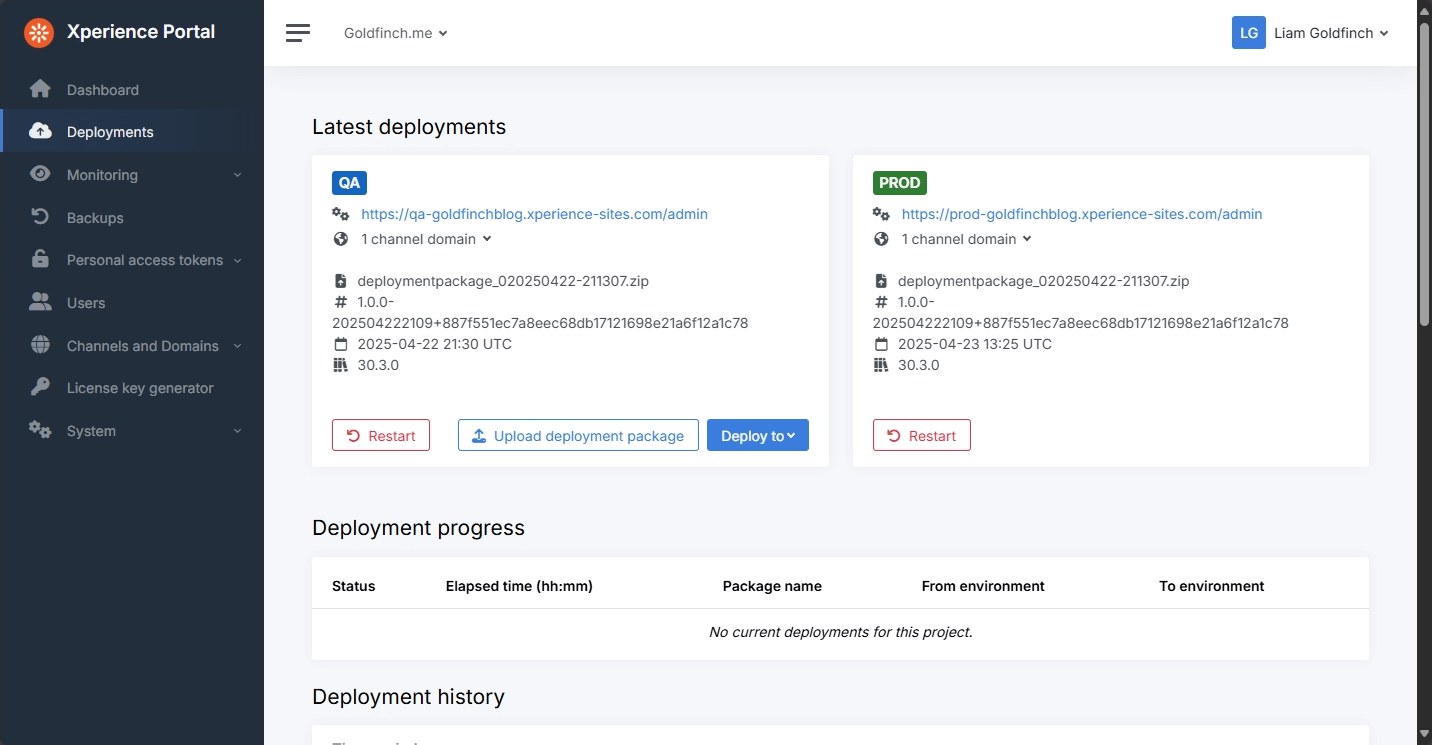 Xperience Portal
Goldfinch.me
LG Liam Goldfinch
Dashboard
Deployments
Monitoring
Backups
Personal access tokens
Users
Channels and Domains
License key generator
System
Latest deployments
QA
https://qa-goldfinchblog.xperience-sites.com/admin
1 channel domain
deploymentpackage_020250422-211307.zip
1.0.0-
202504222109+887f551ec7a8eec68db17121698e21a6f12a1c78
2025-04-22 21:30 UTC
30.3.0
Restart
Upload deployment package
Deploy to
PROD
https://prod-goldfinchblog.xperience-sites.com/admin
1 channel domain
deploymentpackage_020250422-211307.zip
1.0.0-
202504222109+887f551ec7a8eec68db17121698e21a6f12a1c78
2025-04-23 13:25 UTC
30.3.0
Restart
Deployment progress
Status Elapsed time (hh:mm) Package name From environment To environment
No current deployments for this project.
Deployment history